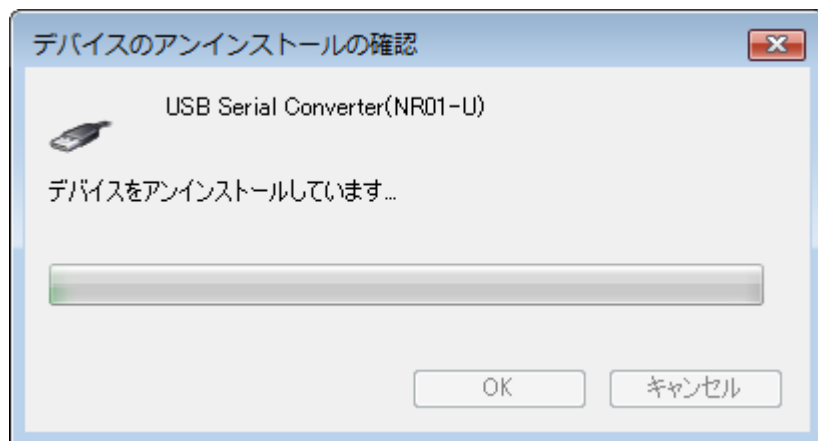 デバイスのアンインストールの確認
USB Serial Converter(NR01-U)
デバイスをアンインストールしています...
OK
キャンセル